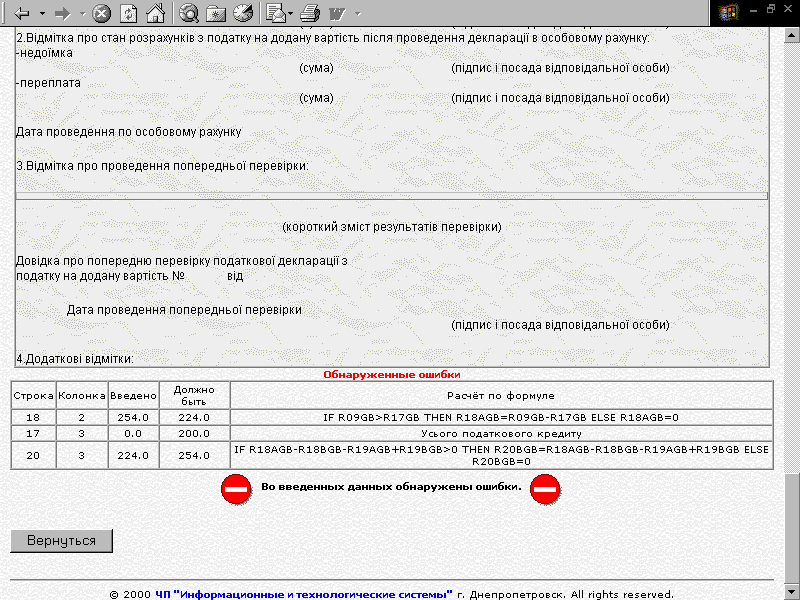 2.Відмітка про стан розрахунків з податку на додану вартість після проведення декларації в особовому рахунку:
-недоїмка
(сума) (підпис і посада відповідальної особи)
-переплата
(сума) (підпис і посада відповідальної особи)
Дата проведення по особовому рахунку
3.Відмітка про проведення попередньої перевірки:
(короткий зміст результатів перевірки)
Довідка про попередню перевірку податкової декларації з
податку на додану вартість № від
Дата проведення попередньої перевірки
(підпис і посада відповідальної особи)
4.Додаткові відмітки:
Обнаруженные ошибки
Строка Колонка Введено Должно быть Расчёт по формуле
18 2 254.0 224.0 IF R09GB>R17GB THEN R18AGB=R09GB-R17GB ELSE R18AGB=0
17 3 0.0 200.0 Усього податкового кредиту
20 3 224.0 254.0 IF R18AGB-R18BGB-R19AGB+R19BGB>0 THEN R20BGB=R18AGB-R18BGB-R19AGB+R19BGB ELSE
R20BGB=0
Во введенных данных обнаружены ошибки.
Вернуться
© 2000 ЧП "Информационные и технологические системы" г. Днепропетровск. All rights reserved.